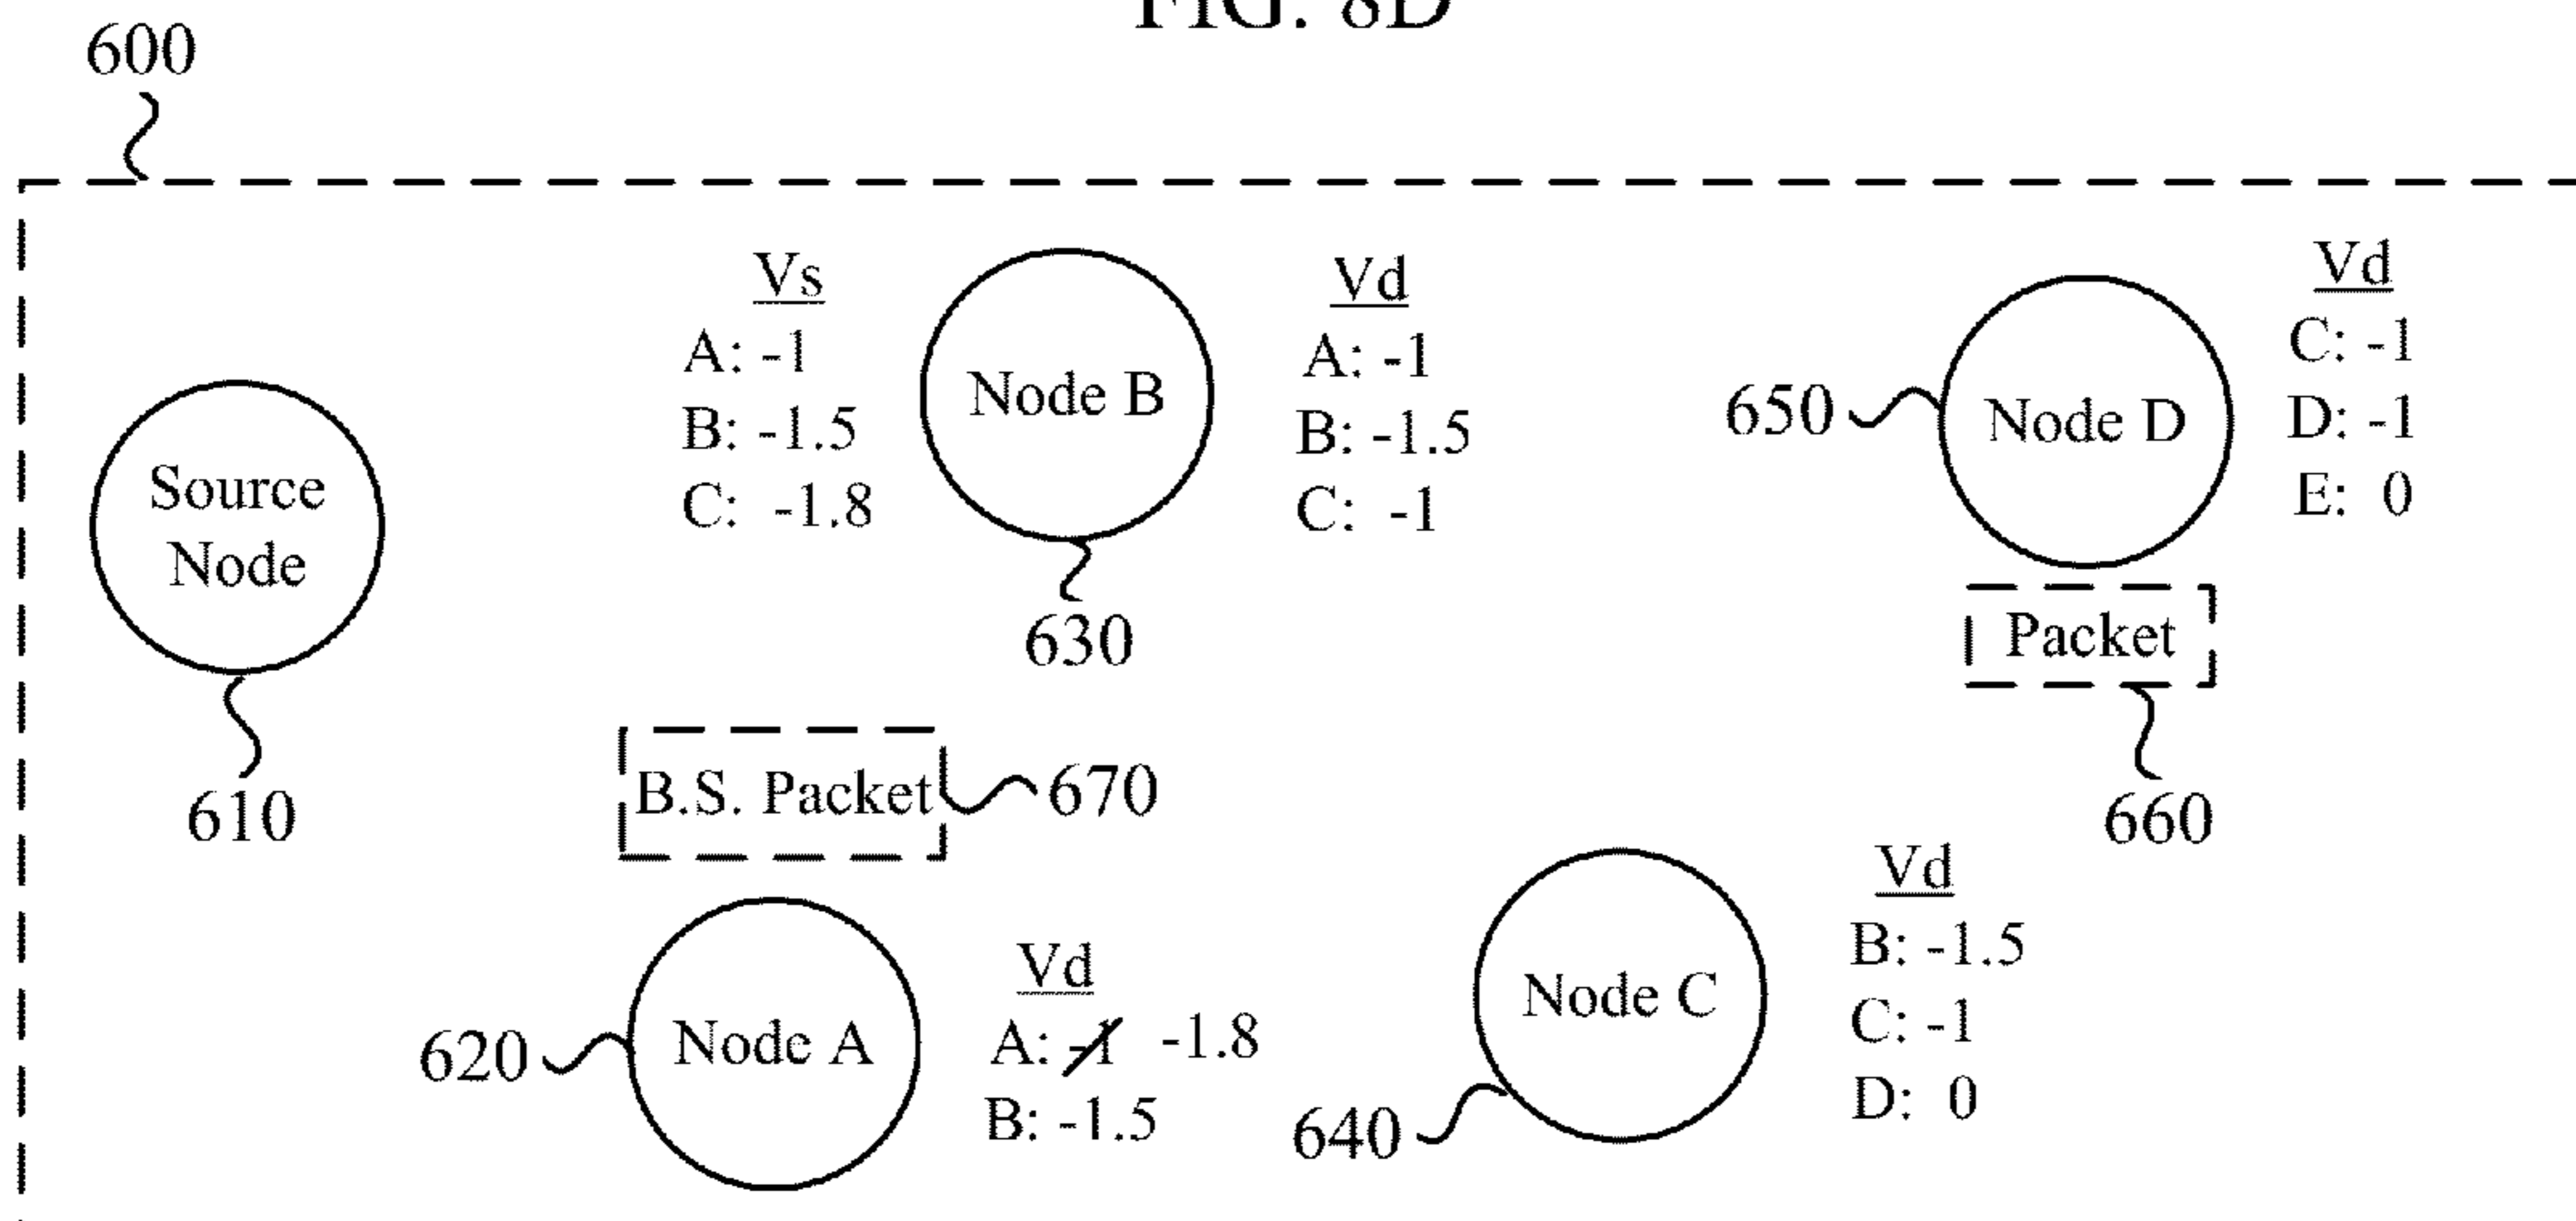 FIG. 8D
600
Vs
A: -1
B: -1.5
C: -1.8
Node B
Vd
A: -1
B: -1.5
C: -1
630
650
Node D
Vd
C: -1
D: -1
E: 0
Packet
660
Source
Node
610
B.S. Packet
670
620
Node A
Vd
A: -1 -1.8
B: -1.5
640
Node C
Vd
B: -1.5
C: -1
D: 0